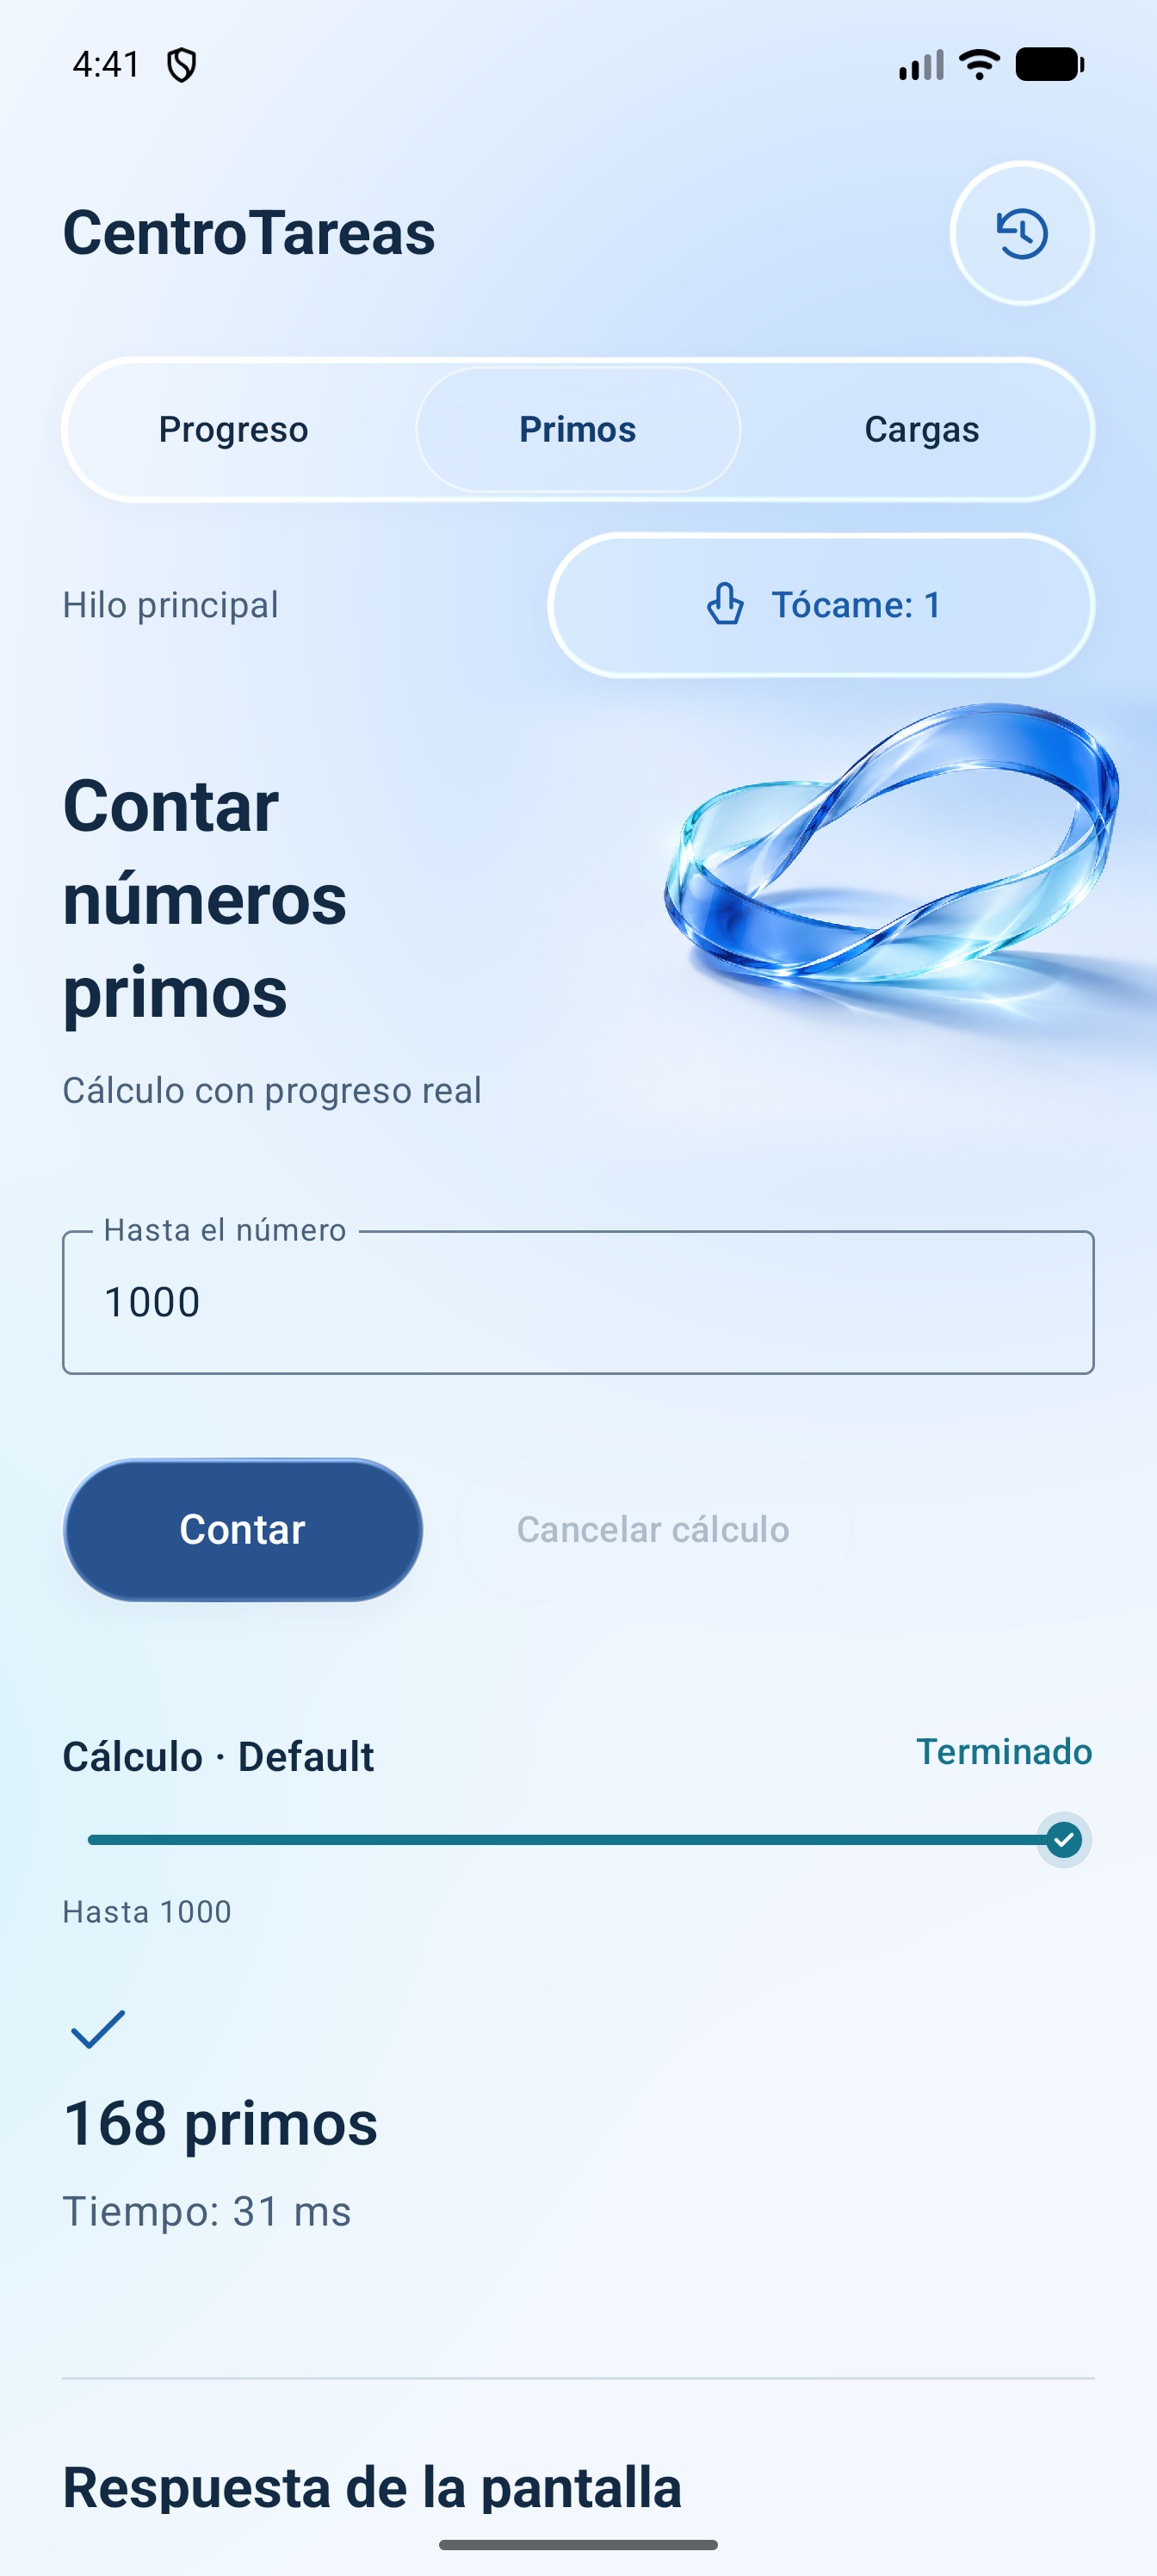 4:41
CentroTareas
Progreso
Primos
Cargas
Hilo principal
Tócame: 1
Contar
números
primos
Cálculo con progreso real
Hasta el número
1000
Contar
Cancelar cálculo
Cálculo · Default
Terminado
Hasta 1000
168 primos
Tiempo: 31 ms
Respuesta de la pantalla